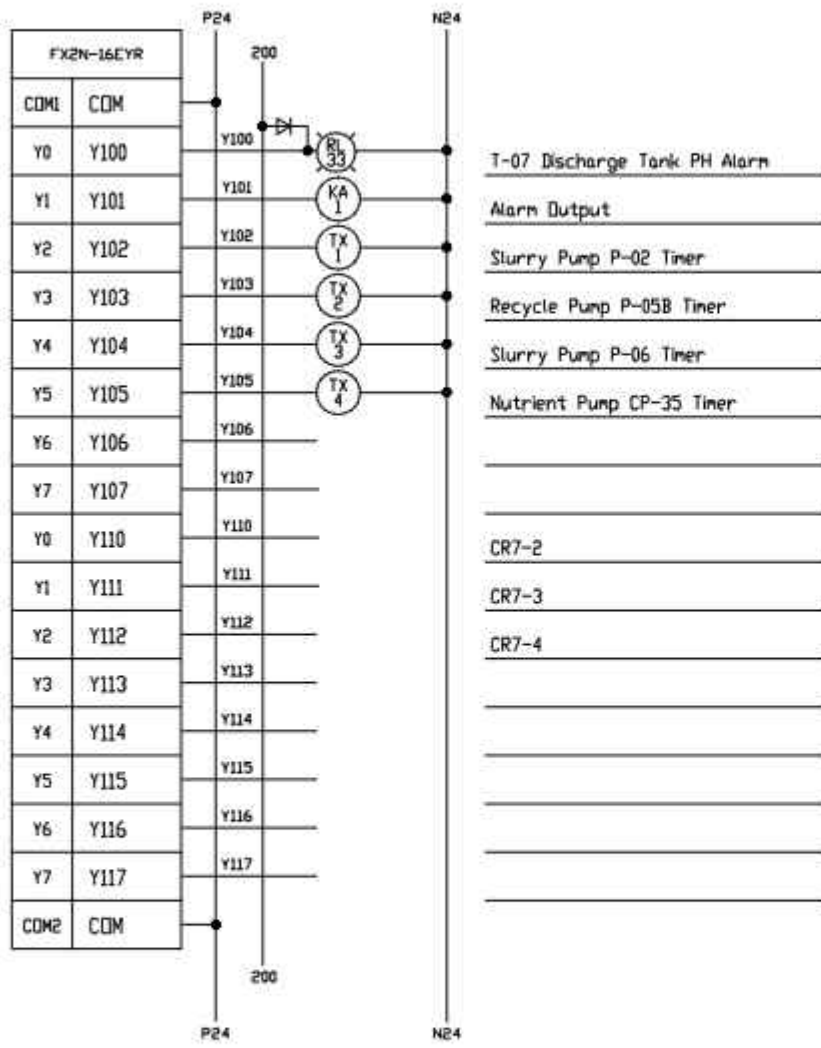 P24 N24
FX2N-16EYR 200
COM1 COM
Y0 Y100 Y100 RL 33 T-07 Discharge Tank PH Alarm
Y1 Y101 Y101 KA 1 Alarm Output
Y2 Y102 Y102 TX 1 Slurry Pump P-02 Timer
Y3 Y103 Y103 TX 2 Recycle Pump P-05B Timer
Y4 Y104 Y104 TX 3 Slurry Pump P-06 Timer
Y5 Y105 Y105 TX 4 Nutrient Pump CP-35 Timer
Y6 Y106 Y106
Y7 Y107 Y107
Y0 Y110 Y110 CR7-2
Y1 Y111 Y111 CR7-3
Y2 Y112 Y112 CR7-4
Y3 Y113 Y113
Y4 Y114 Y114
Y5 Y115 Y115
Y6 Y116 Y116
Y7 Y117 Y117
COM2 COM
200
P24 N24